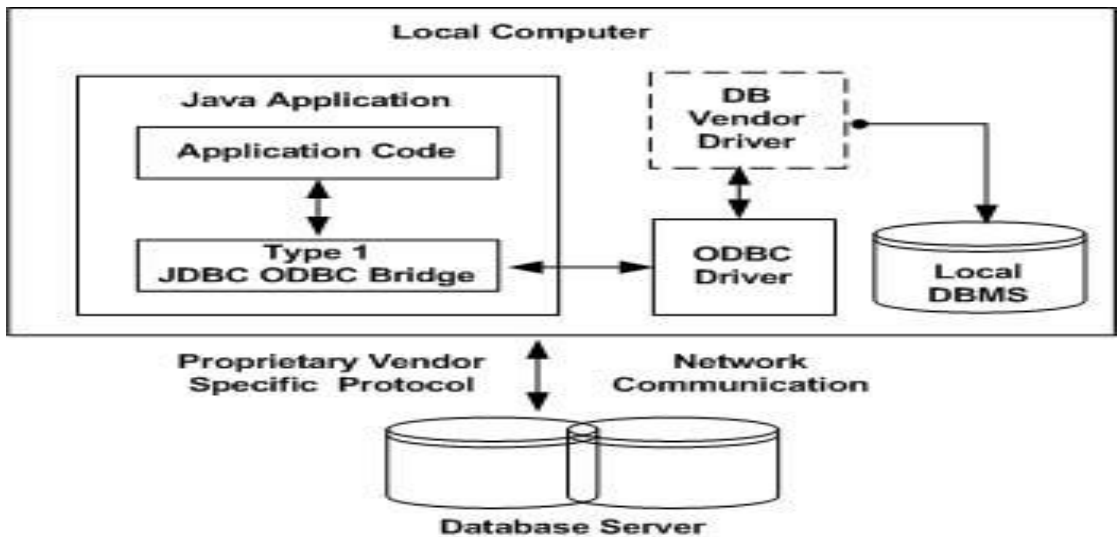 Local Computer
Java Application
Application Code
Type 1
JDBC ODBC Bridge
DB
Vendor
Driver
ODBC
Driver
Local
DBMS
Proprietary Vendor
Specific Protocol
Network
Communication
Database Server